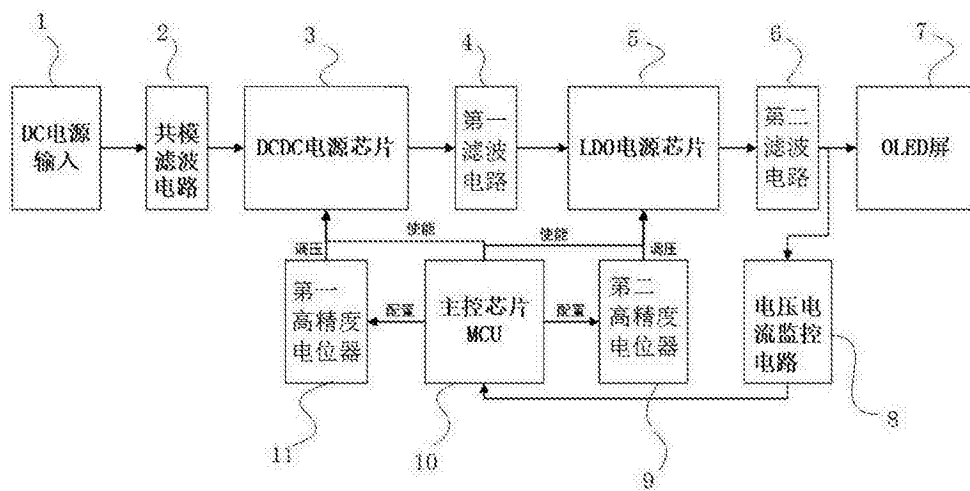 1
2
3
4
5
6
7
DC电源
输入
共模
滤波
电路
DCDC电源芯片
第一
滤波
电路
LDO电源芯片
第二
滤波
电路
OLED屏
使能
使能
调压
调压
第一
高精度
电位器
配置
主控芯片
MCU
配置
第二
高精度
电位器
电压电
流监控
电路
8
11
10
9